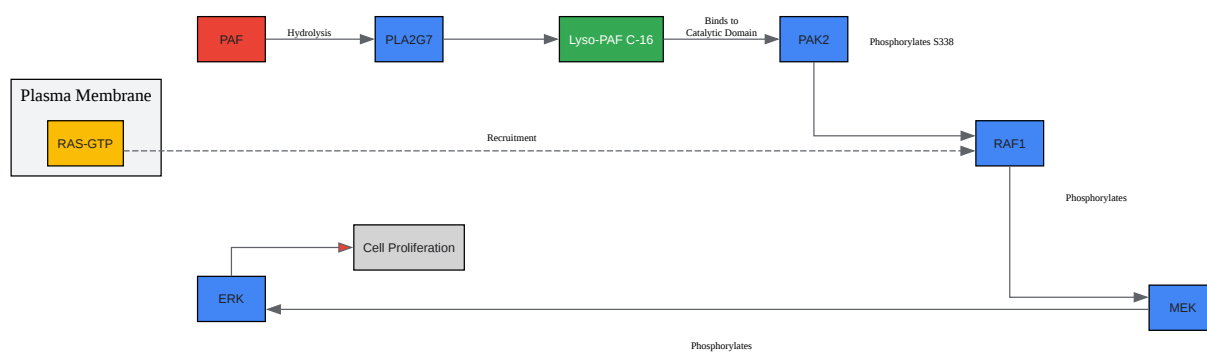 PAF
Hydrolysis
PLA2G7
Lyso-PAF C-16
Binds to
Catalytic Domain
PAK2
Phosphorylates S338
Plasma Membrane
RAS-GTP
Recruitment
RAF1
Phosphorylates
Cell Proliferation
ERK
MEK
Phosphorylates